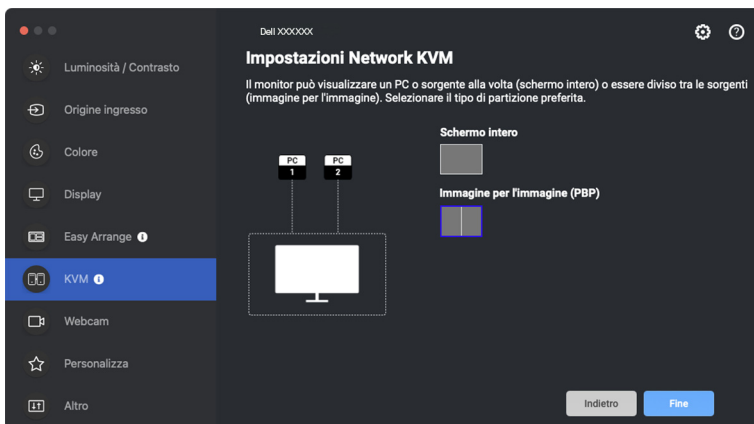 Dell XXXXXX
Impostazioni Network KVM
Il monitor può visualizzare un PC o sorgente alla volta (schermo intero) o essere diviso tra le sorgenti
(immagine per l'immagine). Selezionare il tipo di partizione preferita.
Luminosità / Contrasto
Origine ingresso
Colore
Display
Easy Arrange
KVM
Webcam
Personalizza
Altro
PC PC
1 2
Schermo intero
Immagine per l'immagine (PBP)
Indietro Fine